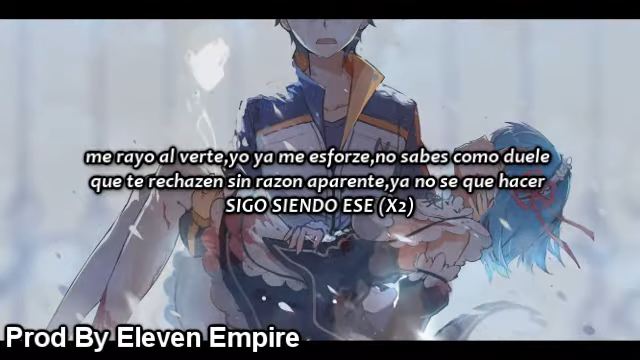 me rayo al verte,yo ya me esforze,no sabes como duele
que te rechazen sin razon aparente,ya no se que hacer
SIGO SIENDO ESE (X2)
Prod By Eleven Empire